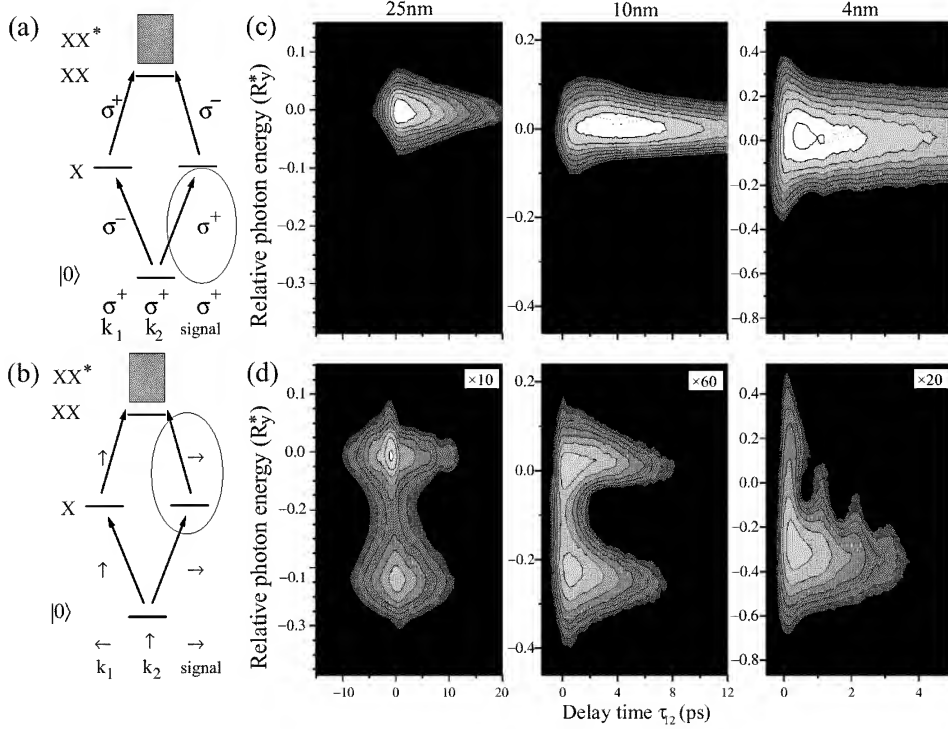 (a)
XX*
XX
σ+ σ−
X
σ− σ+
|0⟩
σ+ σ+ σ+
k1 k2 signal
(b)
XX*
XX
↑ →
X
↑ →
|0⟩
← ↑ →
k1 k2 signal
(c)
25nm 10nm 4nm
Relative photon energy (R*y)
0.1
0.0
−0.1
−0.2
−0.3
0.2
0.0
−0.2
−0.4
0.6
0.4
0.2
0.0
−0.2
−0.4
−0.6
−0.8
(d)
×10 ×60 ×20
Relative photon energy (R*y)
0.1
0.0
−0.2
−0.1
−0.3
0.2
0.0
−0.2
−0.4
0.4
0.2
0.0
−0.2
−0.4
−0.6
−0.8
−10 0 10 20
0 4 8 12
0 2 4
Delay time τ12 (ps)